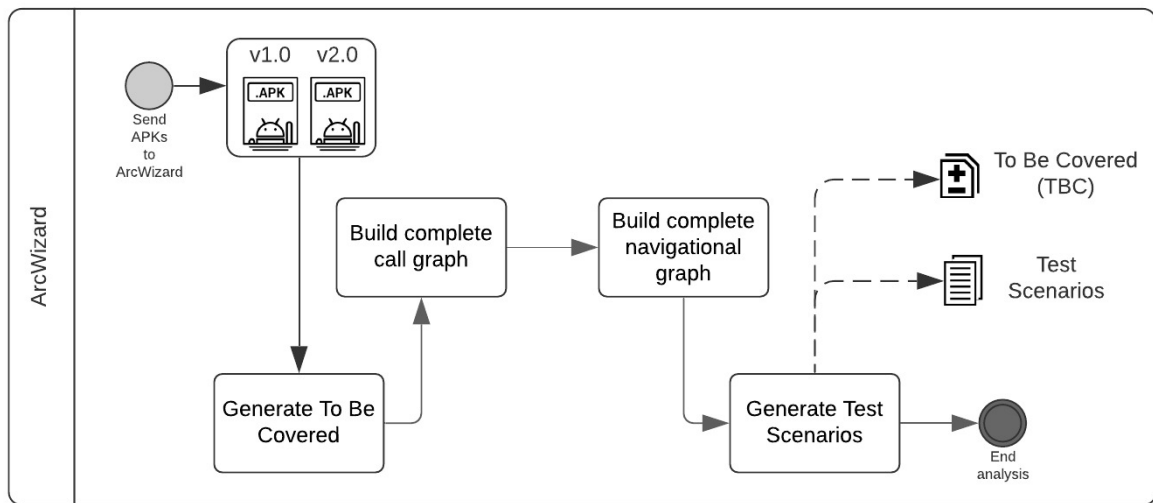 ArcWizard
Send
APKs
to
ArcWizard
v1.0 v2.0
.APK .APK
Generate To Be
Covered
Build complete
call graph
Build complete
navigational
graph
Generate Test
Scenarios
To Be Covered
(TBC)
Test
Scenarios
End
analysis